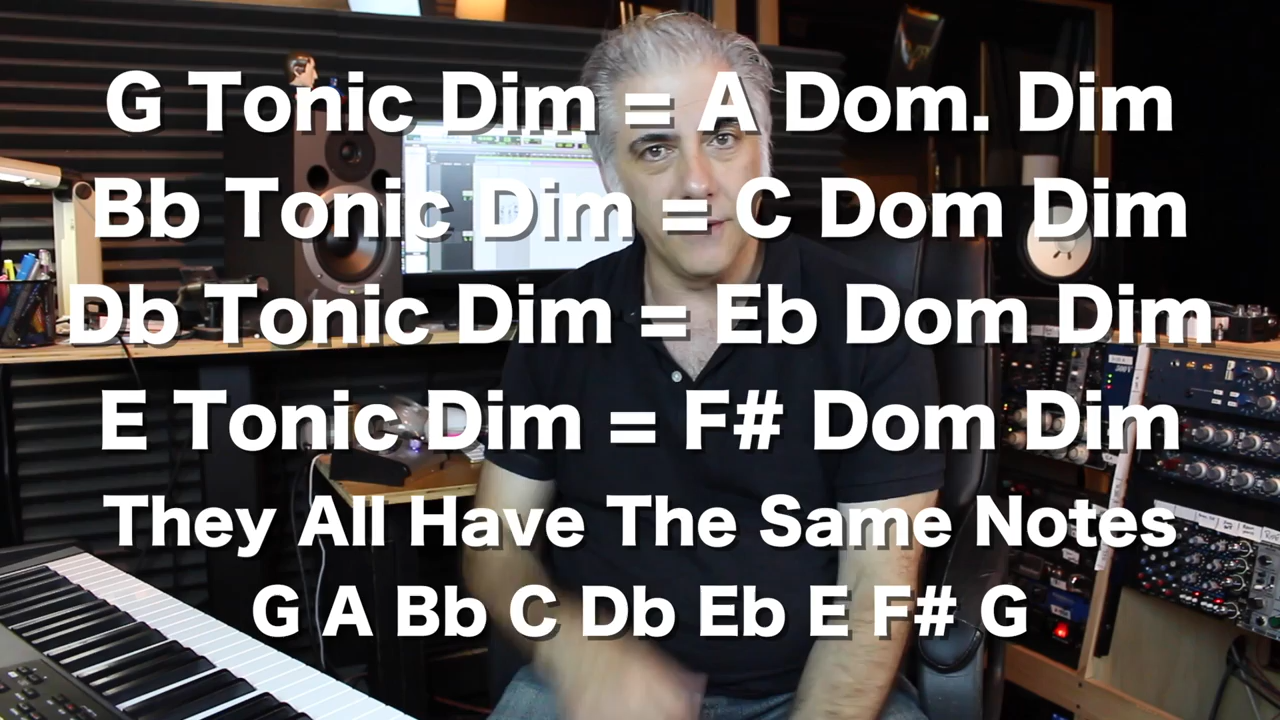 G Tonic Dim = A Dom. Dim
Bb Tonic Dim = C Dom Dim
Db Tonic Dim = Eb Dom Dim
E Tonic Dim = F# Dom Dim
They All Have The Same Notes
G A Bb C Db Eb E F# G